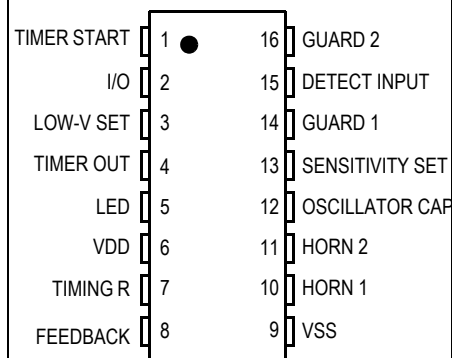 TIMER START 1 16 GUARD 2
I/O 2 15 DETECT INPUT
LOW-V SET 3 14 GUARD 1
TIMER OUT 4 13 SENSITIVITY SET
LED 5 12 OSCILLATOR CAP
VDD 6 11 HORN 2
TIMING R 7 10 HORN 1
FEEDBACK 8 9 VSS